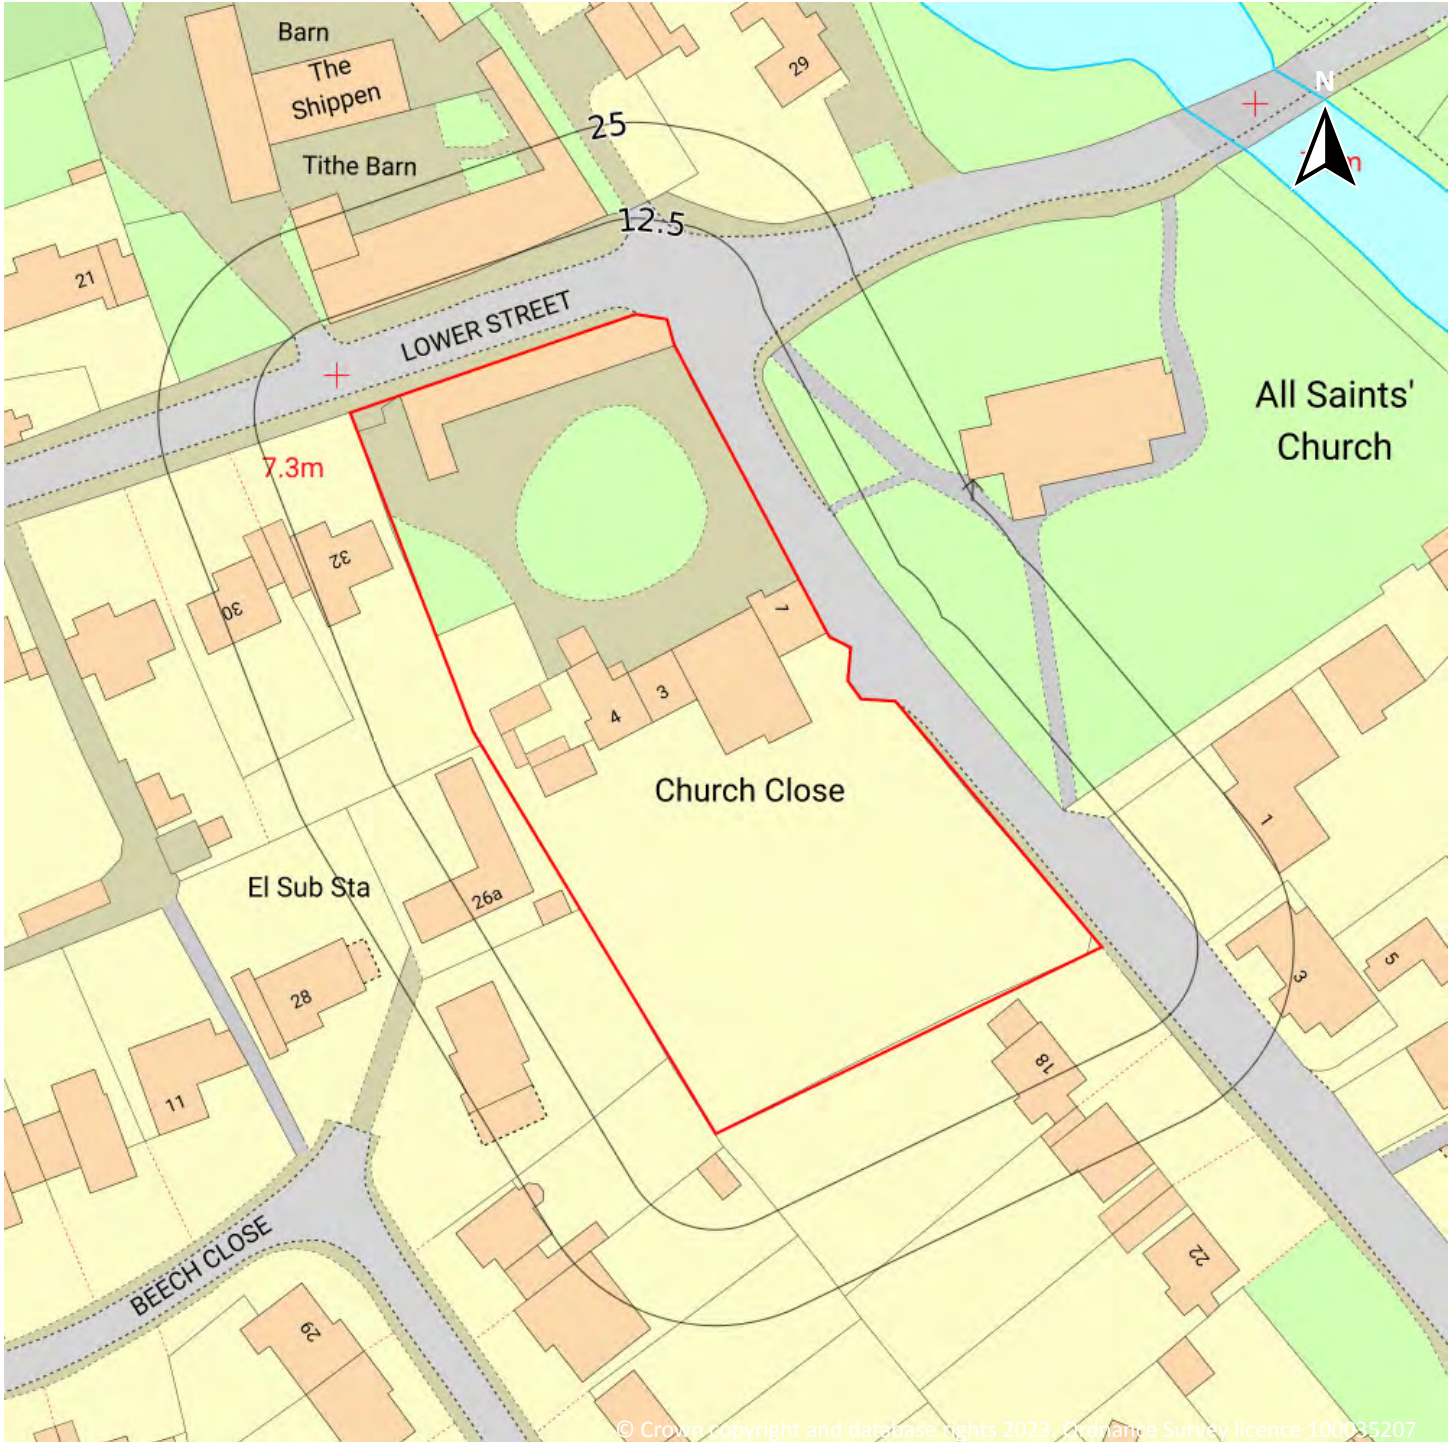 Barn
The
Shippen
29
N
25
Tithe Barn
12.5
21
LOWER STREET
All Saints'
Church
7.3m
32
30
1
3
4
Church Close
1
El Sub Sta
26a
5
3
28
18
11
22
BEECH CLOSE
29
© Crown copyright and database rights 2023. Ordnance Survey licence 100035207